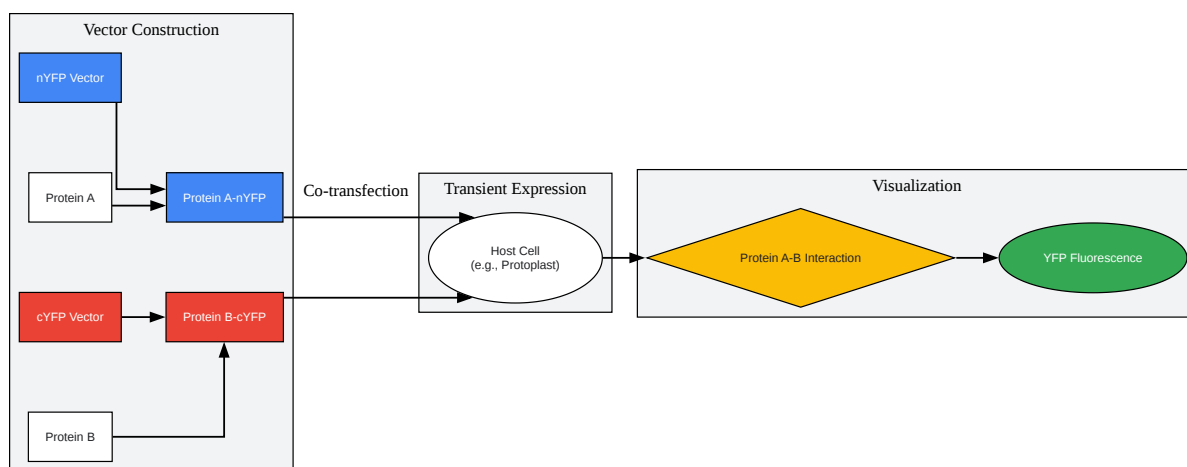 Vector Construction
nYFP Vector
Protein A
Protein A-nYFP
cYFP Vector
Protein B-cYFP
Protein B
Co-transfection
Transient Expression
Host Cell
(e.g., Protoplast)
Visualization
Protein A-B Interaction
YFP Fluorescence